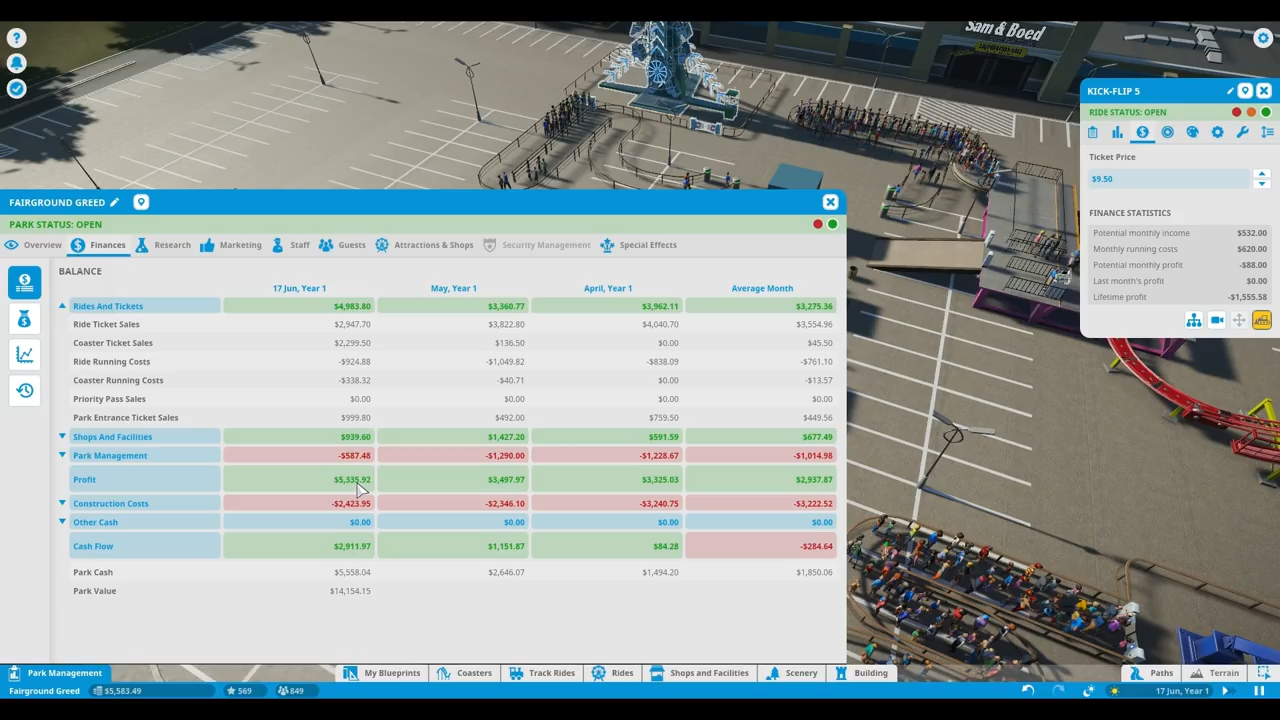 Sam & Boed
KICK-FLIP 5
RIDE STATUS: OPEN
Ticket Price
$9.50
FINANCE STATISTICS
Potential monthly income $532.00
Monthly running costs $620.00
Potential monthly profit -$88.00
Last month's profit $0.00
Lifetime profit -$1,555.58
FAIRGROUND GREED
PARK STATUS: OPEN
Overview Finances Research Marketing Staff Guests Attractions & Shops Security Management Special Effects
BALANCE
17 Jun, Year 1 May, Year 1 April, Year 1 Average Month
Rides And Tickets $4,983.80 $3,360.77 $3,962.11 $3,275.36
Ride Ticket Sales $2,947.70 $3,822.80 $4,040.70 $3,554.96
Coaster Ticket Sales $2,299.50 $136.50 $0.00 $45.50
Ride Running Costs -$924.88 -$1,049.82 -$838.09 -$761.10
Coaster Running Costs -$338.32 -$40.71 $0.00 -$13.57
Priority Pass Sales $0.00 $0.00 $0.00 $0.00
Park Entrance Ticket Sales $999.80 $492.00 $759.50 $449.56
Shops And Facilities $939.60 $1,427.20 $591.59 $677.49
Park Management -$587.48 -$1,290.00 -$1,228.67 -$1,014.98
Profit $5,335.92 $3,497.97 $3,325.03 $2,937.87
Construction Costs -$2,423.95 -$2,346.10 -$3,240.75 -$3,222.52
Other Cash $0.00 $0.00 $0.00 $0.00
Cash Flow $2,911.97 $1,151.87 $84.28 -$284.64
Park Cash $5,558.04 $2,646.07 $1,494.20 $1,850.06
Park Value $14,154.15
Park Management My Blueprints Coasters Track Rides Rides Shops and Facilities Scenery Building Paths Terrain
Fairground Greed $5,583.49 569 849 17 Jun, Year 1